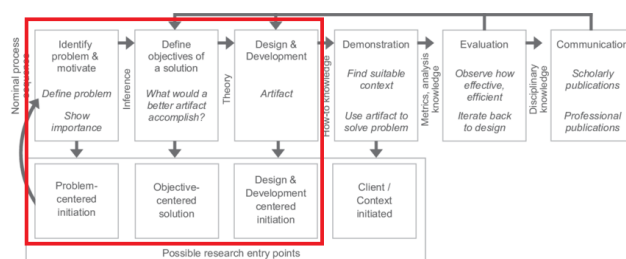 Nominal process
sequence
Identify
problem &
motivate
Define problem
Show
importance
Inference
Define
objectives of
a solution
What would a
better artifact
accomplish?
Theory
Design &
Development
Artifact
How-to knowledge
Demonstration
Find suitable
context
Use artifact to
solve problem
Metrics, analysis
knowledge
Evaluation
Observe how
effective,
efficient
Iterate back
to design
Disciplinary
knowledge
Communication
Scholarly
publications
Professional
publications
Problem-
centered
initiation
Objective-
centered
solution
Design &
Development
centered
initiation
Client /
Context
initiated
Possible research entry points